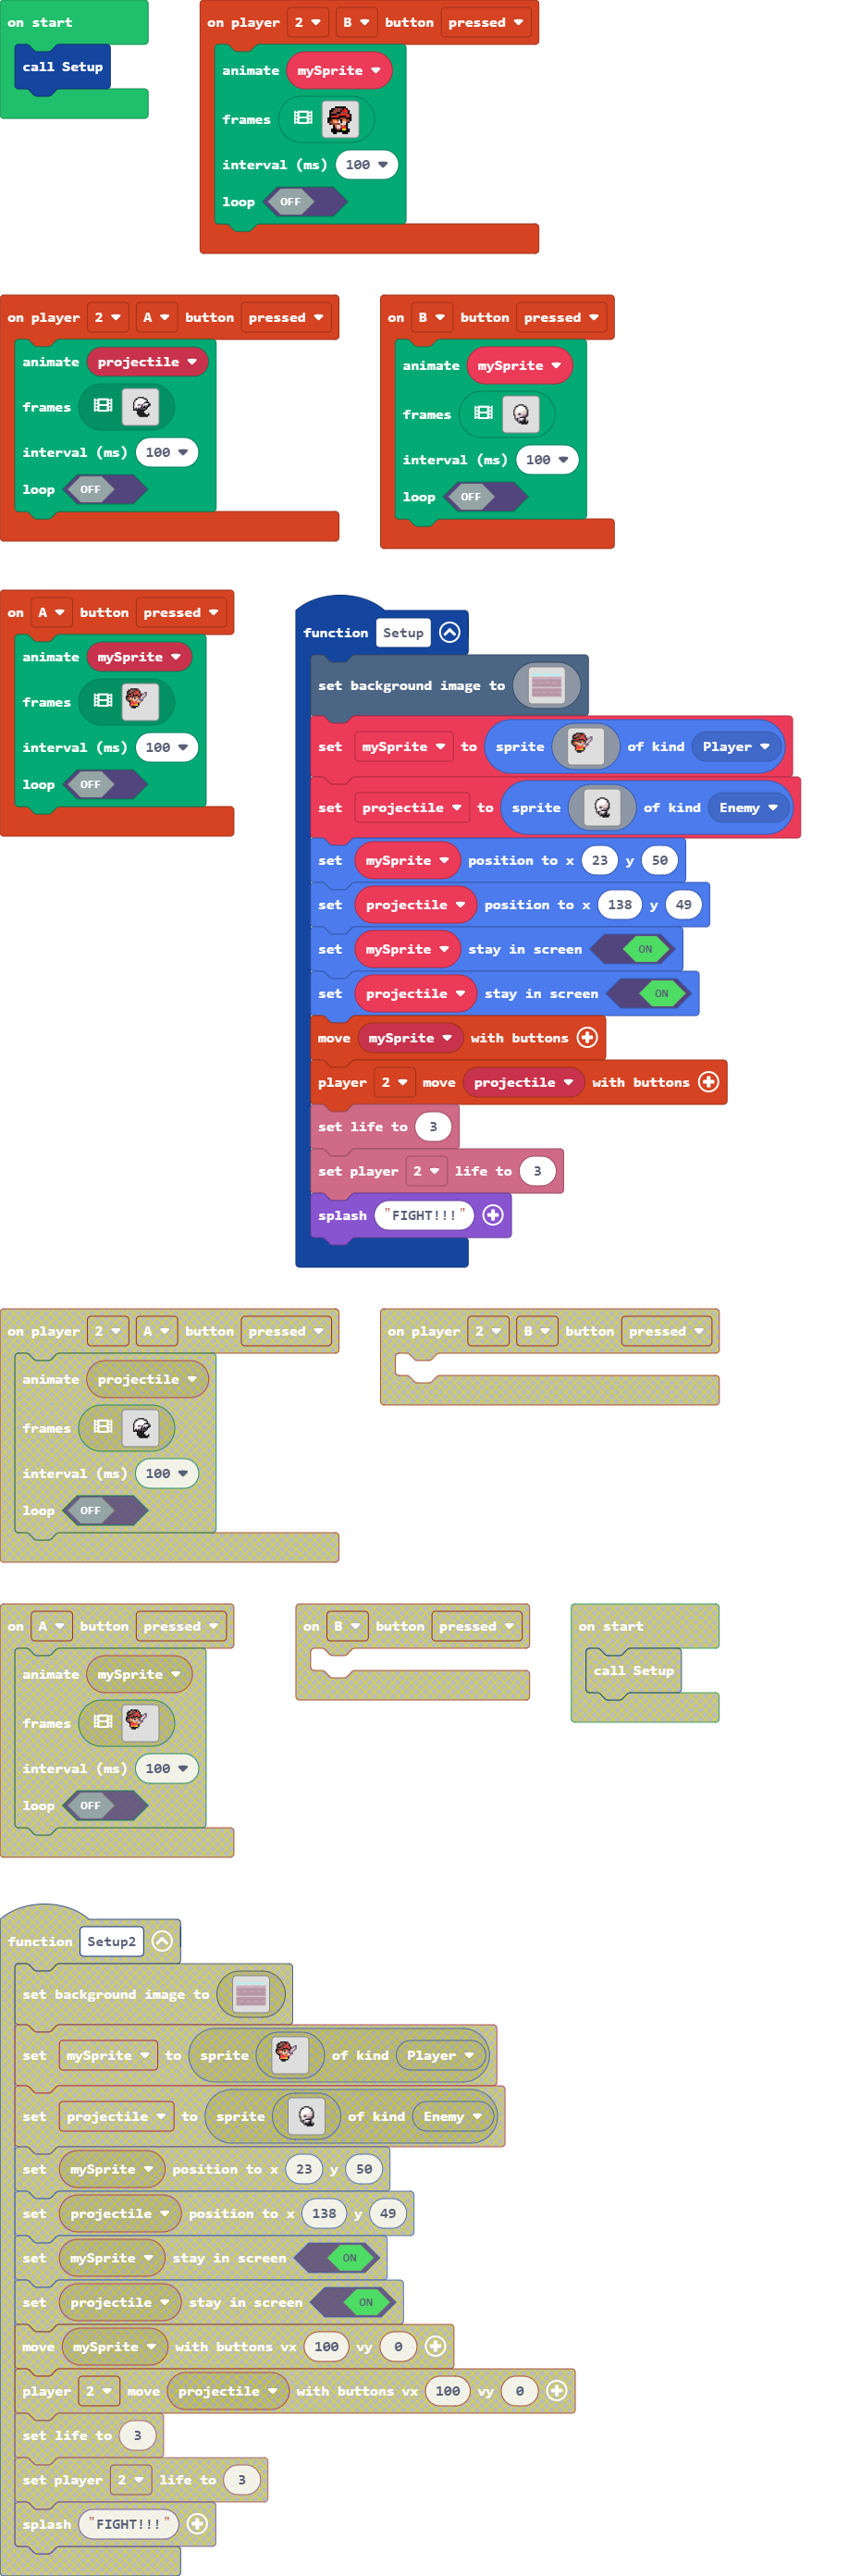 on start
call Setup
on player 2 B button pressed
animate mySprite
frames
interval (ms) 100
loop OFF
on player 2 A button pressed
animate projectile
frames
interval (ms) 100
loop OFF
on B button pressed
animate mySprite
frames
interval (ms) 100
loop OFF
on A button pressed
animate mySprite
frames
interval (ms) 100
loop OFF
function Setup
set background image to
set mySprite to sprite of kind Player
set projectile to sprite of kind Enemy
set mySprite position to x 23 y 50
set projectile position to x 138 y 49
set mySprite stay in screen ON
set projectile stay in screen ON
move mySprite with buttons
player 2 move projectile with buttons
set life to 3
set player 2 life to 3
splash "FIGHT!!!"
on player 2 A button pressed
animate projectile
frames
interval (ms) 100
loop OFF
on player 2 B button pressed
on A button pressed
animate mySprite
frames
interval (ms) 100
loop OFF
on B button pressed
on start
call Setup
function Setup2
set background image to
set mySprite to sprite of kind Player
set projectile to sprite of kind Enemy
set mySprite position to x 23 y 50
set projectile position to x 138 y 49
set mySprite stay in screen ON
set projectile stay in screen ON
move mySprite with buttons vx 100 vy 0
player 2 move projectile with buttons vx 100 vy 0
set life to 3
set player 2 life to 3
splash "FIGHT!!!"